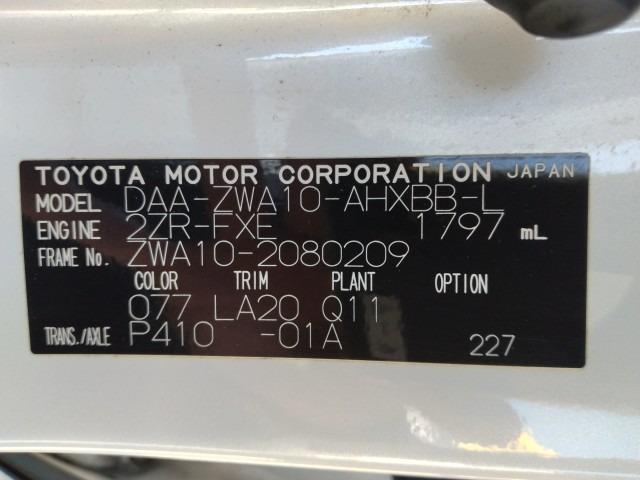 TOYOTA MOTOR CORPORATION JAPAN
MODEL DAA-ZWA10-AHXBB-L
ENGINE 2ZR-FXE 1797 mL
FRAME No. ZWA10-2080209
COLOR TRIM PLANT OPTION
077 LA20 Q11
TRANS./AXLE P410 -01A 227